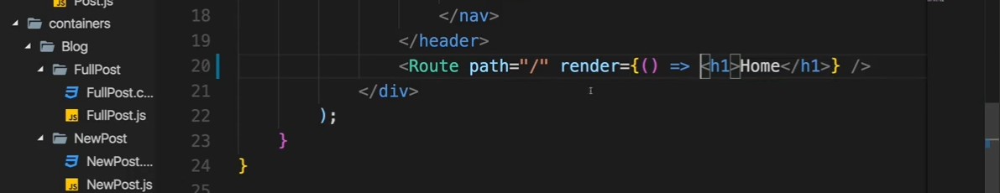 Post.js
containers
Blog
FullPost
FullPost.c...
FullPost.js
NewPost
NewPost....
NewPost.js
18 </nav>
19 </header>
20 <Route path="/" render={() => <h1>Home</h1>} />
21 </div>
22 );
23 }
24 }
25